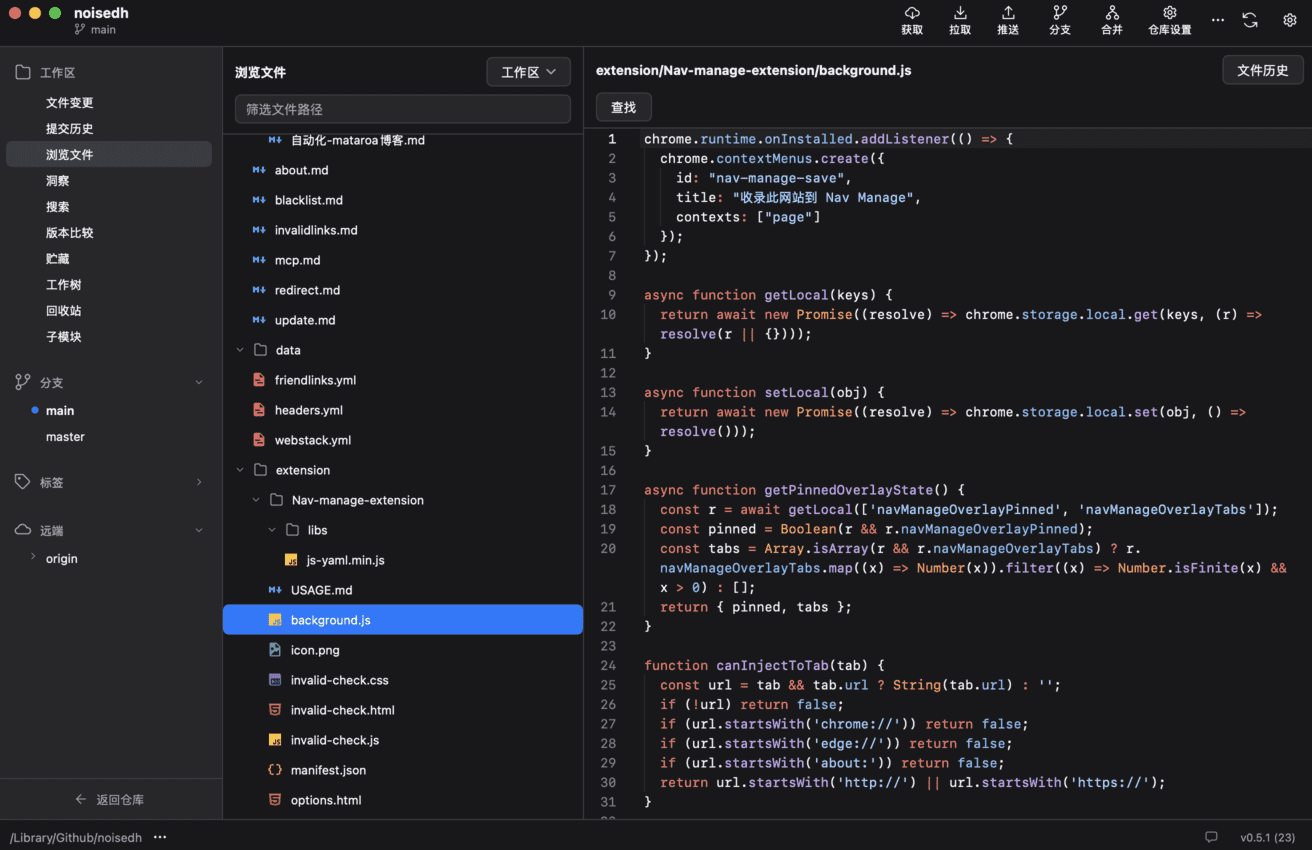 noisedh
main
获取
拉取
推送
分支
合并
仓库设置
工作区
文件变更
提交历史
浏览文件
洞察
搜索
版本比较
贮藏
工作树
回收站
子模块
分支
main
master
标签
远端
origin
返回仓库
浏览文件
工作区
筛选文件路径
自动化-mataroa博客.md
about.md
blacklist.md
invalidlinks.md
mcp.md
redirect.md
update.md
data
friendlinks.yml
headers.yml
webstack.yml
extension
Nav-manage-extension
libs
js-yaml.min.js
USAGE.md
background.js
icon.png
invalid-check.css
invalid-check.html
invalid-check.js
manifest.json
options.html
extension/Nav-manage-extension/background.js
文件历史
查找
1 chrome.runtime.onInstalled.addListener(() => {
2 chrome.contextMenus.create({
3 id: "nav-manage-save",
4 title: "收录此网站到 Nav Manage",
5 contexts: ["page"]
6 });
7 });
8
9 async function getLocal(keys) {
10 return await new Promise((resolve) => chrome.storage.local.get(keys, (r) =>
resolve(r || {})));
11 }
12
13 async function setLocal(obj) {
14 return await new Promise((resolve) => chrome.storage.local.set(obj, () =>
resolve()));
15 }
16
17 async function getPinnedOverlayState() {
18 const r = await getLocal(['navManageOverlayPinned', 'navManageOverlayTabs']);
19 const pinned = Boolean(r && r.navManageOverlayPinned);
20 const tabs = Array.isArray(r && r.navManageOverlayTabs) ? r.
navManageOverlayTabs.map((x) => Number(x)).filter((x) => Number.isFinite(x) &&
x > 0) : [];
21 return { pinned, tabs };
22 }
23
24 function canInjectToTab(tab) {
25 const url = tab && tab.url ? String(tab.url) : '';
26 if (!url) return false;
27 if (url.startsWith('chrome://')) return false;
28 if (url.startsWith('edge://')) return false;
29 if (url.startsWith('about:')) return false;
30 return url.startsWith('http://') || url.startsWith('https://');
31 }
/Library/Github/noisedh
v0.5.1 (23)